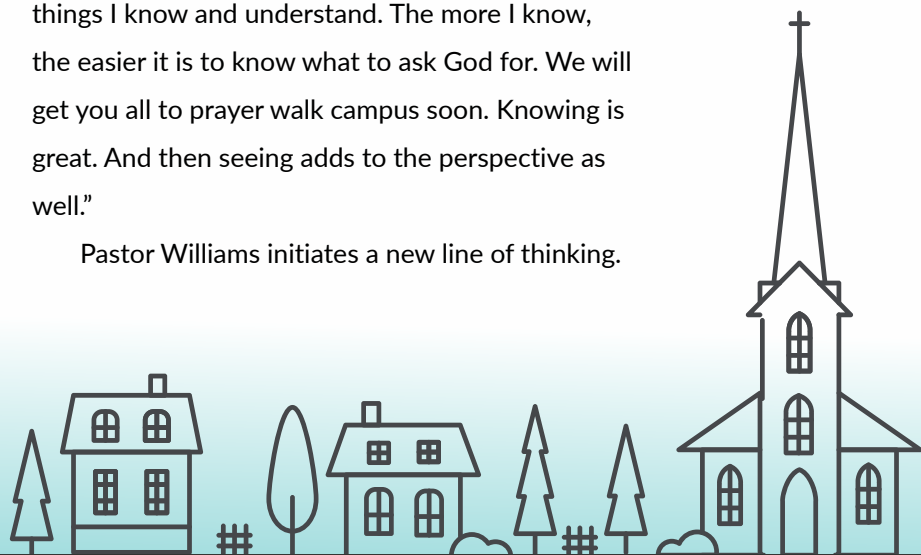 things I know and understand. The more I know,
the easier it is to know what to ask God for. We will
get you all to prayer walk campus soon. Knowing is
great. And then seeing adds to the perspective as
well.”
Pastor Williams initiates a new line of thinking.